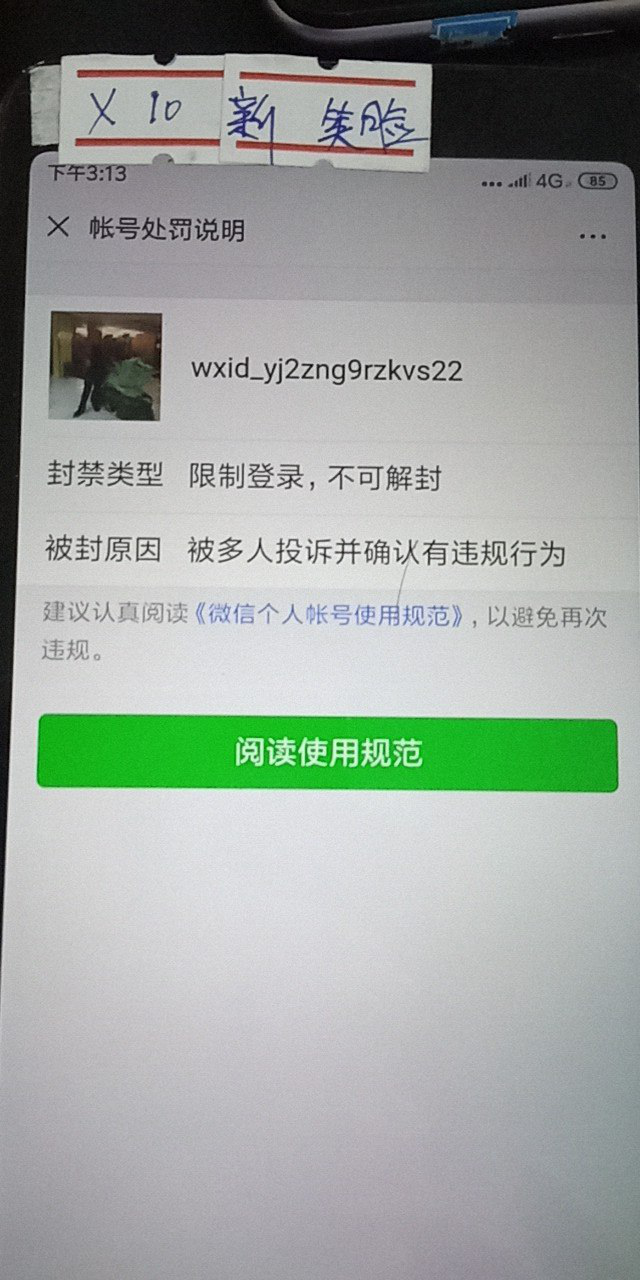 X 10
新 笑脸
下午3:13
4G
85
帐号处罚说明
wxid_yj2zng9rzkvs22
封禁类型 限制登录，不可解封
被封原因 被多人投诉并确认有违规行为
建议认真阅读《微信个人帐号使用规范》，以避免再次
违规。
阅读使用规范